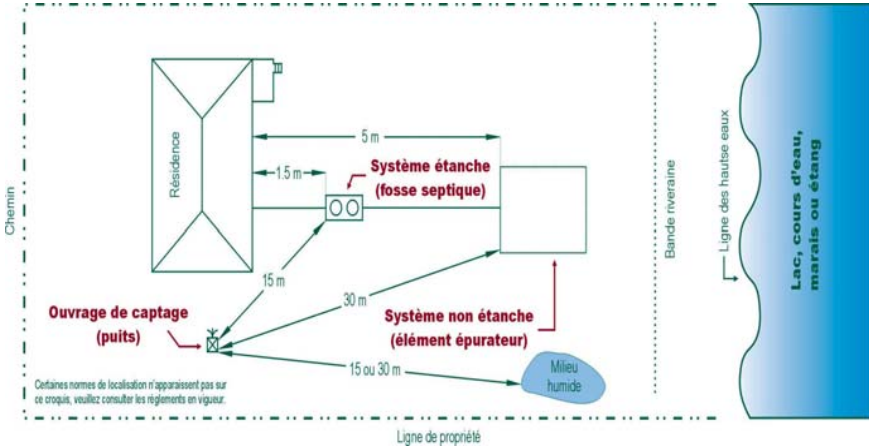 Chemin
Résidence
5 m
1.5 m
Système étanche
(fosse septique)
15 m
30 m
Ouvrage de captage
(puits)
Système non étanche
(élément épurateur)
15 ou 30 m
Milieu
humide
Certaines normes de localisation n'apparaissent pas sur
ce croquis, veuillez consulter les règlements en vigueur.
Bande riveraine
Ligne des hautse eaux
Lac, cours d'eau,
marais ou étang
Ligne de propriété